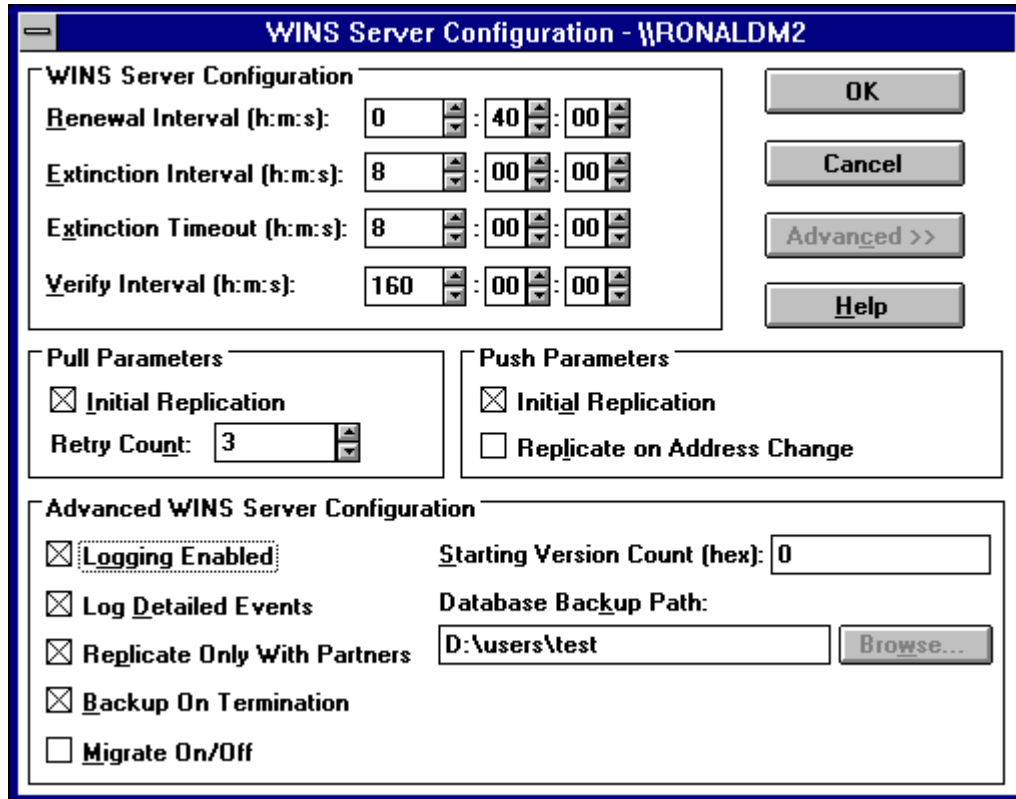 WINS Server Configuration - \\RONALDM2
WINS Server Configuration
Renewal Interval (h:m:s): 0 : 40 : 00
Extinction Interval (h:m:s): 8 : 00 : 00
Extinction Timeout (h:m:s): 8 : 00 : 00
Verify Interval (h:m:s): 160 : 00 : 00
OK
Cancel
Advanced >>
Help
Pull Parameters
Initial Replication
Retry Count: 3
Push Parameters
Initial Replication
Replicate on Address Change
Advanced WINS Server Configuration
Logging Enabled
Log Detailed Events
Replicate Only With Partners
Backup On Termination
Migrate On/Off
Starting Version Count (hex): 0
Database Backup Path:
D:\users\test
Browse...